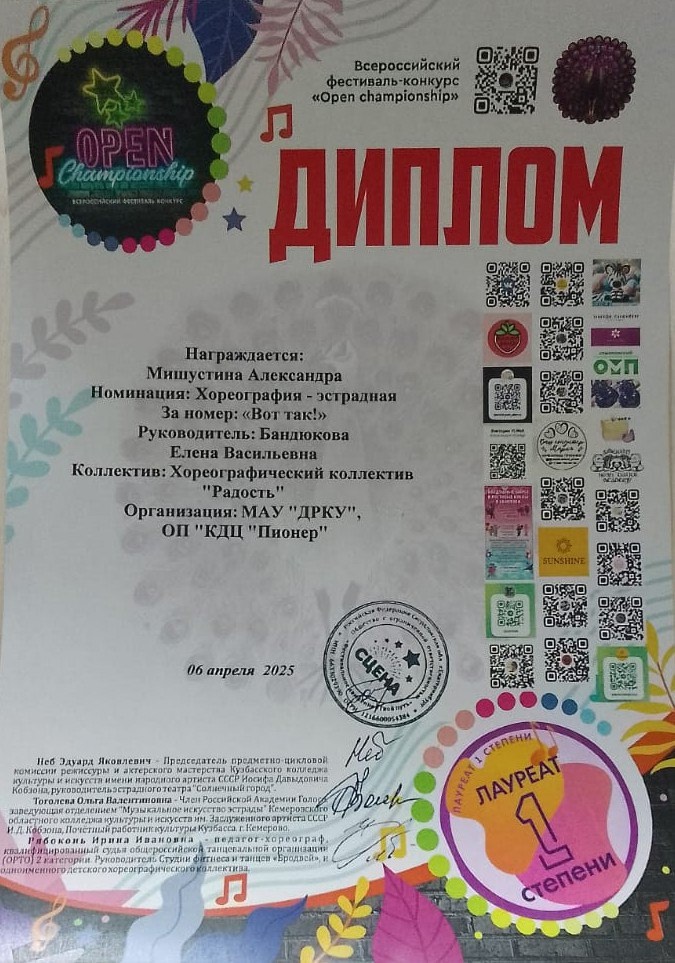 Всероссийский
фестиваль-конкурс
«Open championship»
OPEN
Championship
ВСЕРОССИЙСКИЙ ФЕСТИВАЛЬ-КОНКУРС
ДИПЛОМ
Награждается:
Мишустина Александра
Номинация: Хореография - эстрадная
За номер: «Вот так!»
Руководитель: Бандюкова
Елена Васильевна
Коллектив: Хореографический коллектив
"Радость"
Организация: МАУ "ДРКУ",
ОП "КДЦ "Пионер"
ОМП
SUNSHINE
06 апреля 2025
СЦЕНА
Неб Эдуард Яковлевич - Председатель предметно-цикловой
комиссии режиссуры и актерского мастерства Кузбасского колледжа
культуры и искусств имени народного артиста СССР Иосифа Давыдовича
Кобзона, руководитель эстрадного театра "Солнечный город".
Тоголева Ольга Валентиновна - Член Российской Академии Голоса
заведующая отделением "Музыкальное искусство эстрады" Кемеровского
областного колледжа культуры и искусств им. Заслуженного артиста СССР
И.Д. Кобзона, Почётный работник культуры Кузбасса г. Кемерово.
Рябоконь Ирина Ивановна - педагог-хореограф,
квалифицированный судья общероссийской танцевальной организации
(ОРТО) 2 категории. Руководитель Студии фитнеса и танцев «Бродвей», и
одноименного детского хореографического коллектива.
ЛАУРЕАТ 1 СТЕПЕНИ
ЛАУРЕАТ
1
степени